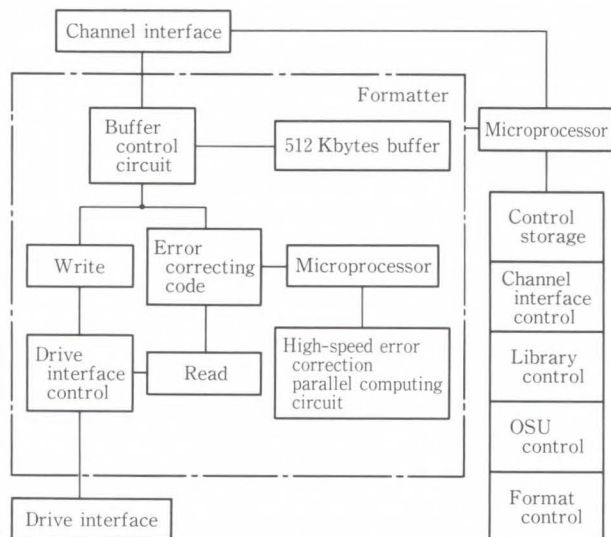 Channel interface
Formatter
Buffer
control
circuit
512 Kbytes buffer
Microprocessor
Write
Error
correcting
code
Microprocessor
Drive
interface
control
Read
High-speed error
correction
parallel computing
circuit
Drive interface
Control
storage
Channel
interface
control
Library
control
OSU
control
Format
control